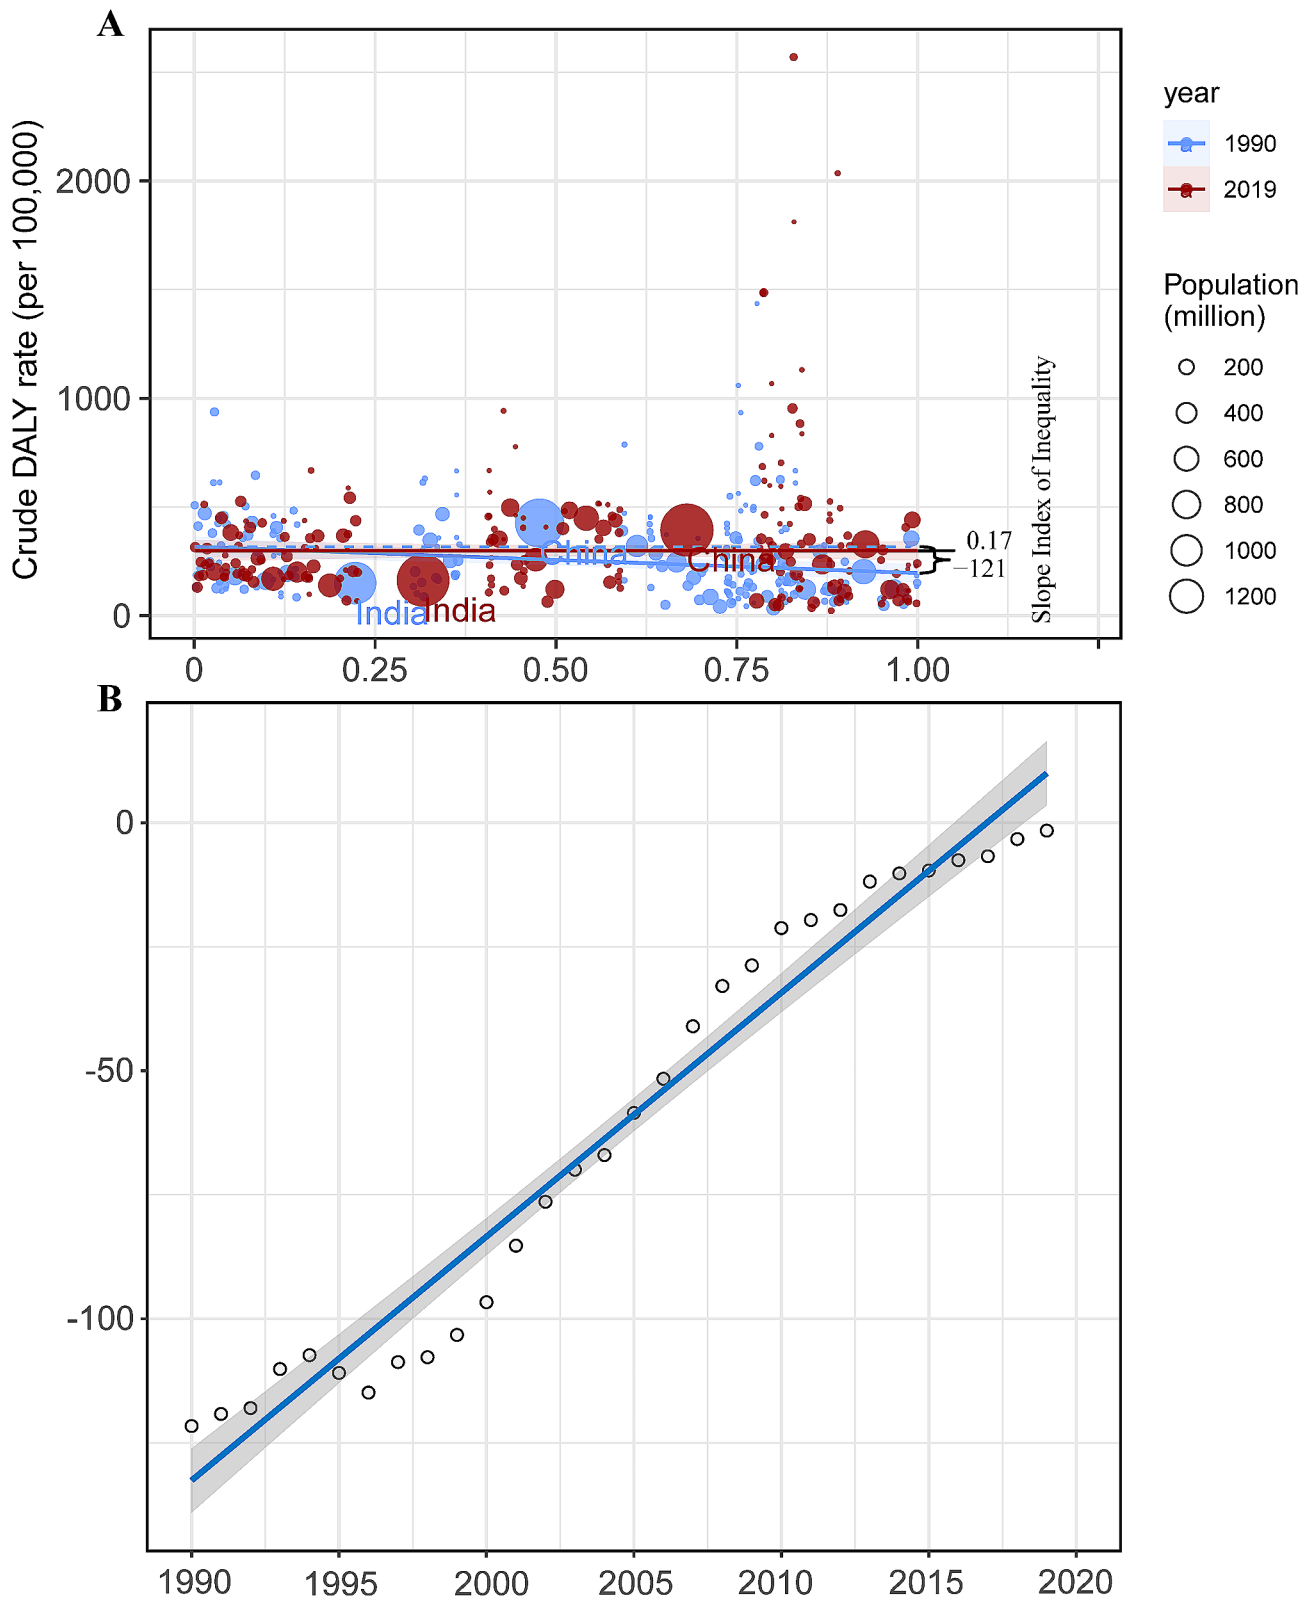 A
Crude DALY rate (per 100,000)
2000
1000
0
0 0.25 0.50 0.75 1.00
China
China
India
India
0.17
−121
Slope Index of Inequality
year
1990
2019
Population
(million)
200
400
600
800
1000
1200
B
0
-50
-100
1990 1995 2000 2005 2010 2015 2020